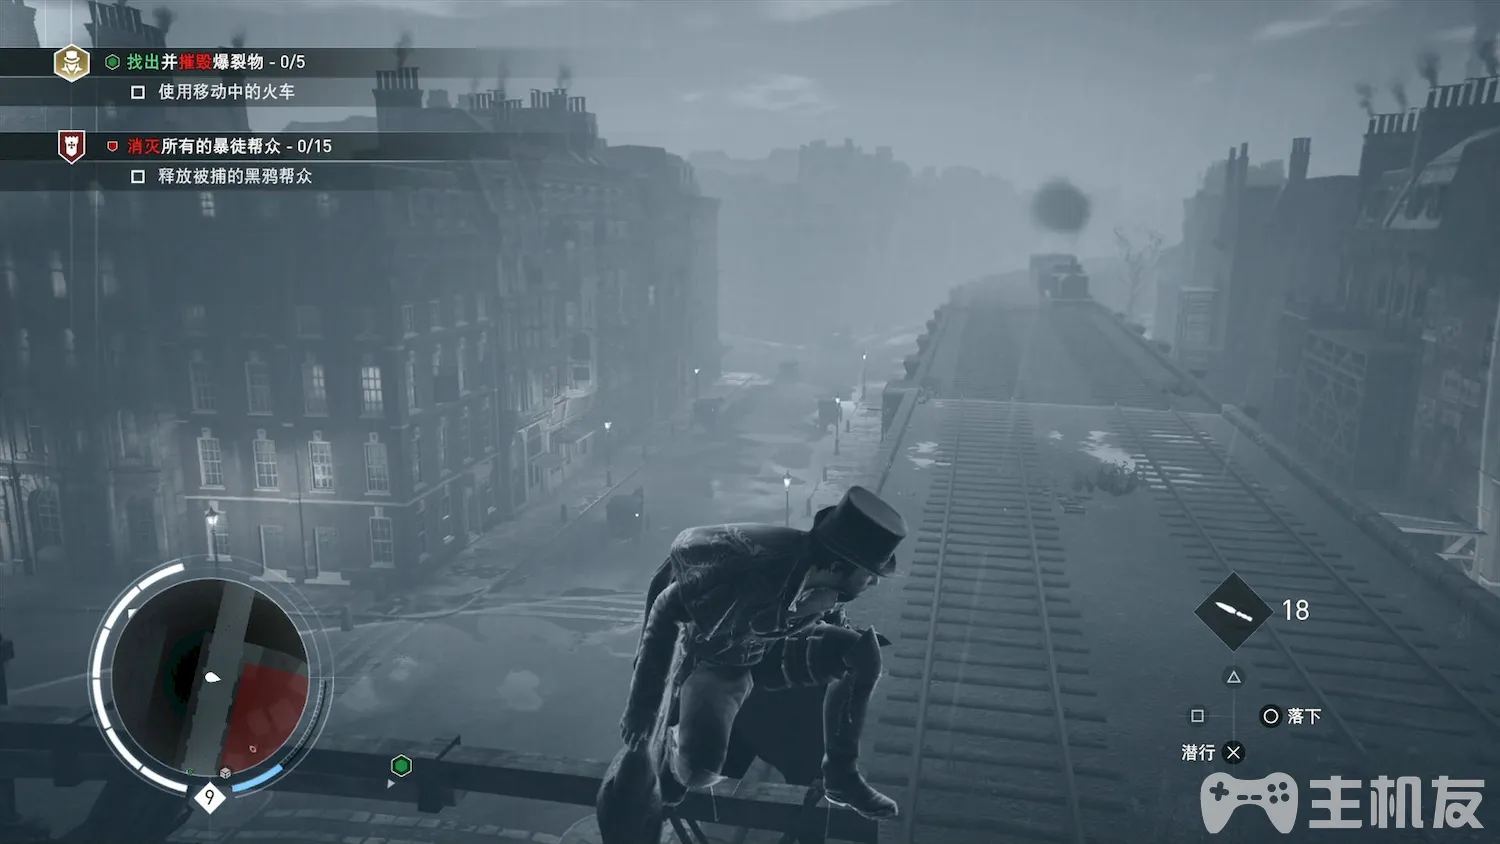 找出并摧毁爆裂物 - 0/5
使用移动中的火车
消灭所有的暴徒帮众 - 0/15
释放被捕的黑鸦帮众
18
落下
潜行
9
主机友